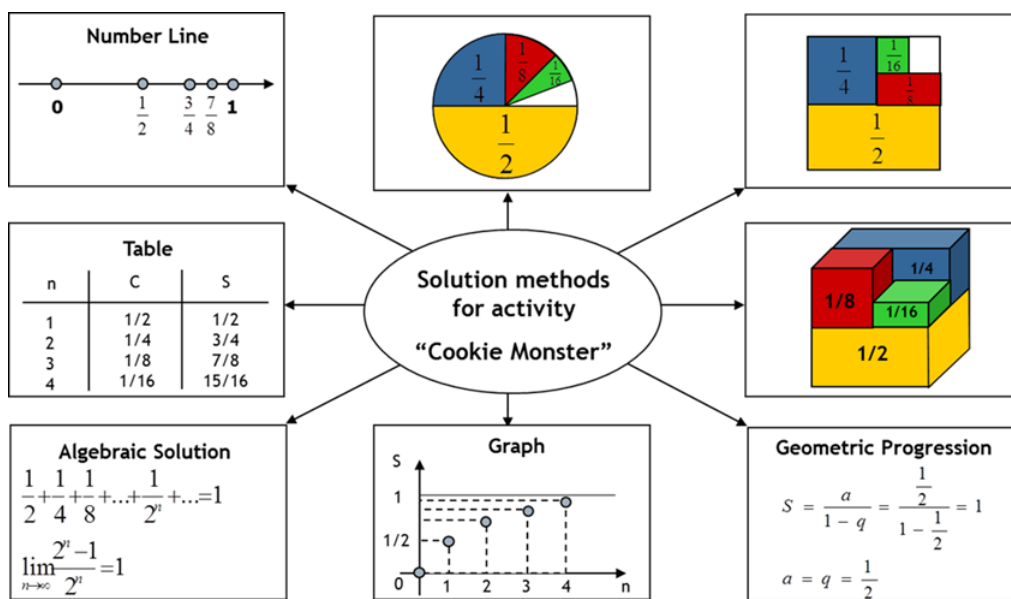 Number Line
0 1/2 3/4 7/8 1
1/4 1/8 1/16
1/2
1/4 1/16
1/8
1/2
Table
n C S
1 1/2 1/2
2 1/4 3/4
3 1/8 7/8
4 1/16 15/16
Solution methods
for activity
“Cookie Monster”
1/4
1/8 1/16
1/2
Algebraic Solution
1/2+1/4+1/8+...+1/2ⁿ+...=1
lim n→∞ (2ⁿ−1)/2ⁿ=1
Graph
S
1
1/2
0 1 2 3 4 n
Geometric Progression
S = a/(1 − q) = (1/2)/(1 − 1/2) = 1
a = q = 1/2